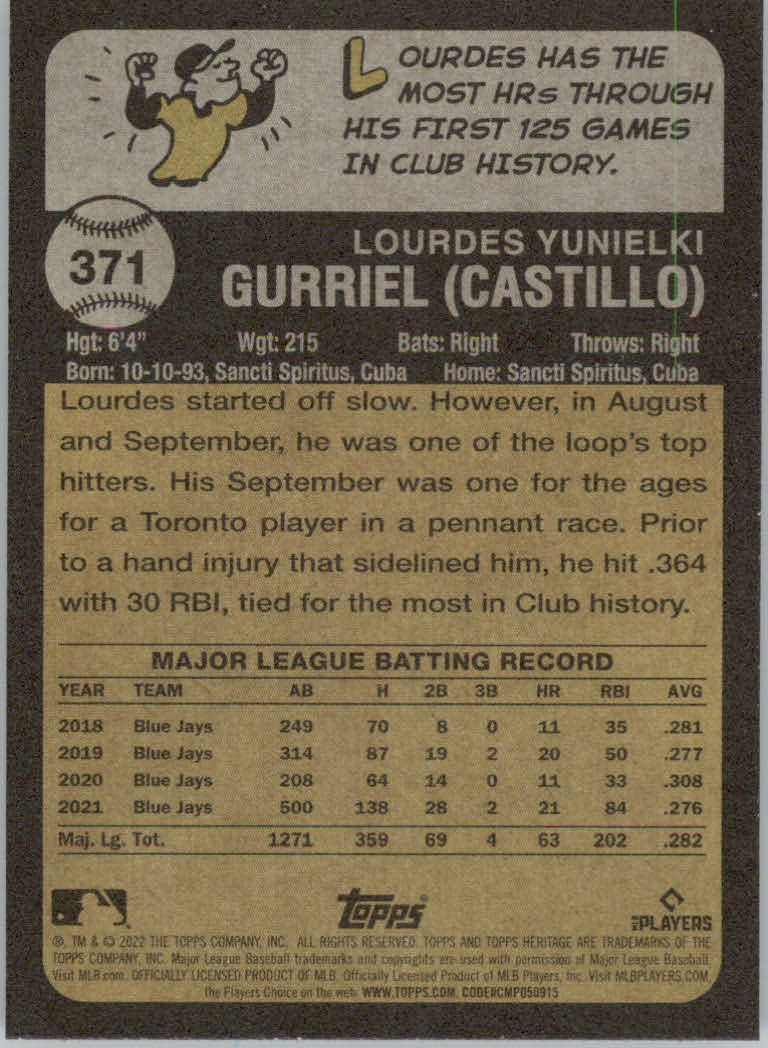 LOURDES HAS THE
MOST HRs THROUGH
HIS FIRST 125 GAMES
IN CLUB HISTORY.
371
LOURDES YUNIELKI
GURRIEL (CASTILLO)
Hgt: 6'4" Wgt: 215 Bats: Right Throws: Right
Born: 10-10-93, Sancti Spiritus, Cuba Home: Sancti Spiritus, Cuba
Lourdes started off slow. However, in August
and September, he was one of the loop's top
hitters. His September was one for the ages
for a Toronto player in a pennant race. Prior
to a hand injury that sidelined him, he hit .364
with 30 RBI, tied for the most in Club history.
MAJOR LEAGUE BATTING RECORD
YEAR TEAM AB H 2B 3B HR RBI AVG
2018 Blue Jays 249 70 8 0 11 35 .281
2019 Blue Jays 314 87 19 2 20 50 .277
2020 Blue Jays 208 64 14 0 11 33 .308
2021 Blue Jays 500 138 28 2 21 84 .276
Maj. Lg. Tot. 1271 359 69 4 63 202 .282
Topps
MLB PLAYERS
®, TM & © 2022 THE TOPPS COMPANY, INC. ALL RIGHTS RESERVED. TOPPS AND TOPPS HERITAGE ARE TRADEMARKS OF THE
TOPPS COMPANY, INC. Major League Baseball trademarks and copyrights are used with permission of Major League Baseball.
Visit MLB.com. OFFICIALLY LICENSED PRODUCT OF MLB. Officially Licensed Product of MLB Players, Inc. Visit MLBPLAYERS.COM,
the Players Choice on the web. WWW.TOPPS.COM. CODE#CMP050915